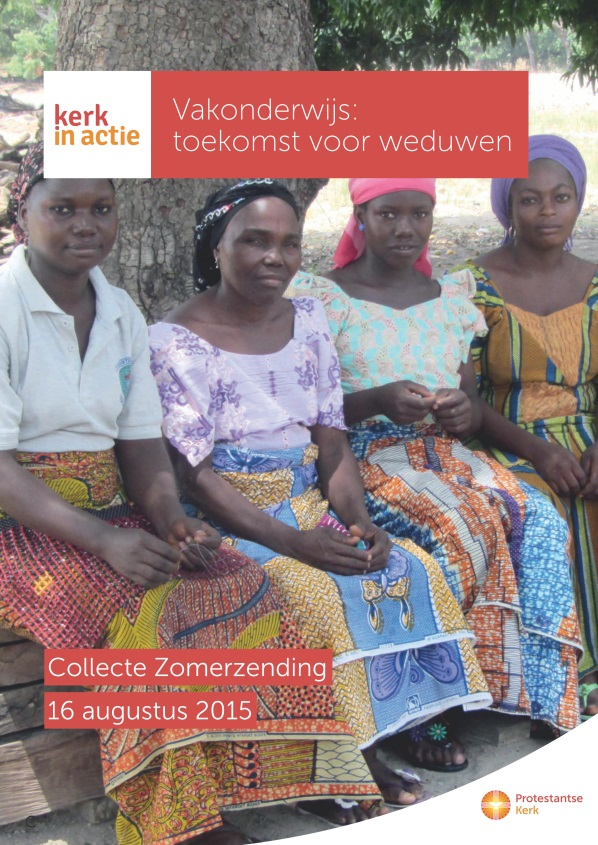 kerk
in actie
Vakonderwijs:
toekomst voor weduwen
Collecte Zomerzending
16 augustus 2015
Protestantse
Kerk